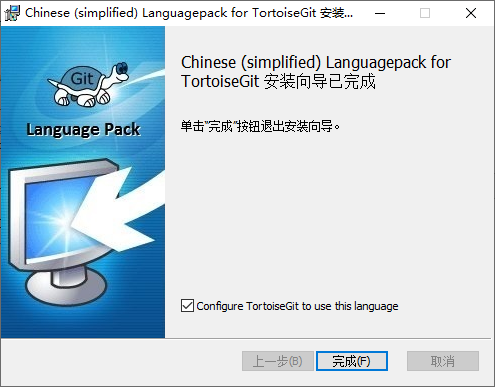 Chinese (simplified) Languagepack for TortoiseGit 安装...
Git
Language Pack
Chinese (simplified) Languagepack for
TortoiseGit 安装向导已完成
单击"完成"按钮退出安装向导。
Configure TortoiseGit to use this language
上一步(B)
完成(F)
取消